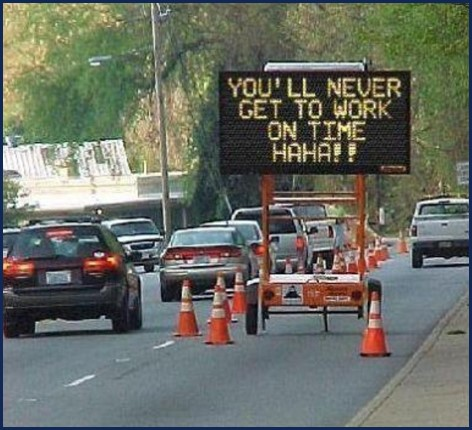 YOU'LL NEVER
GET TO WORK
ON TIME
HAHA!!